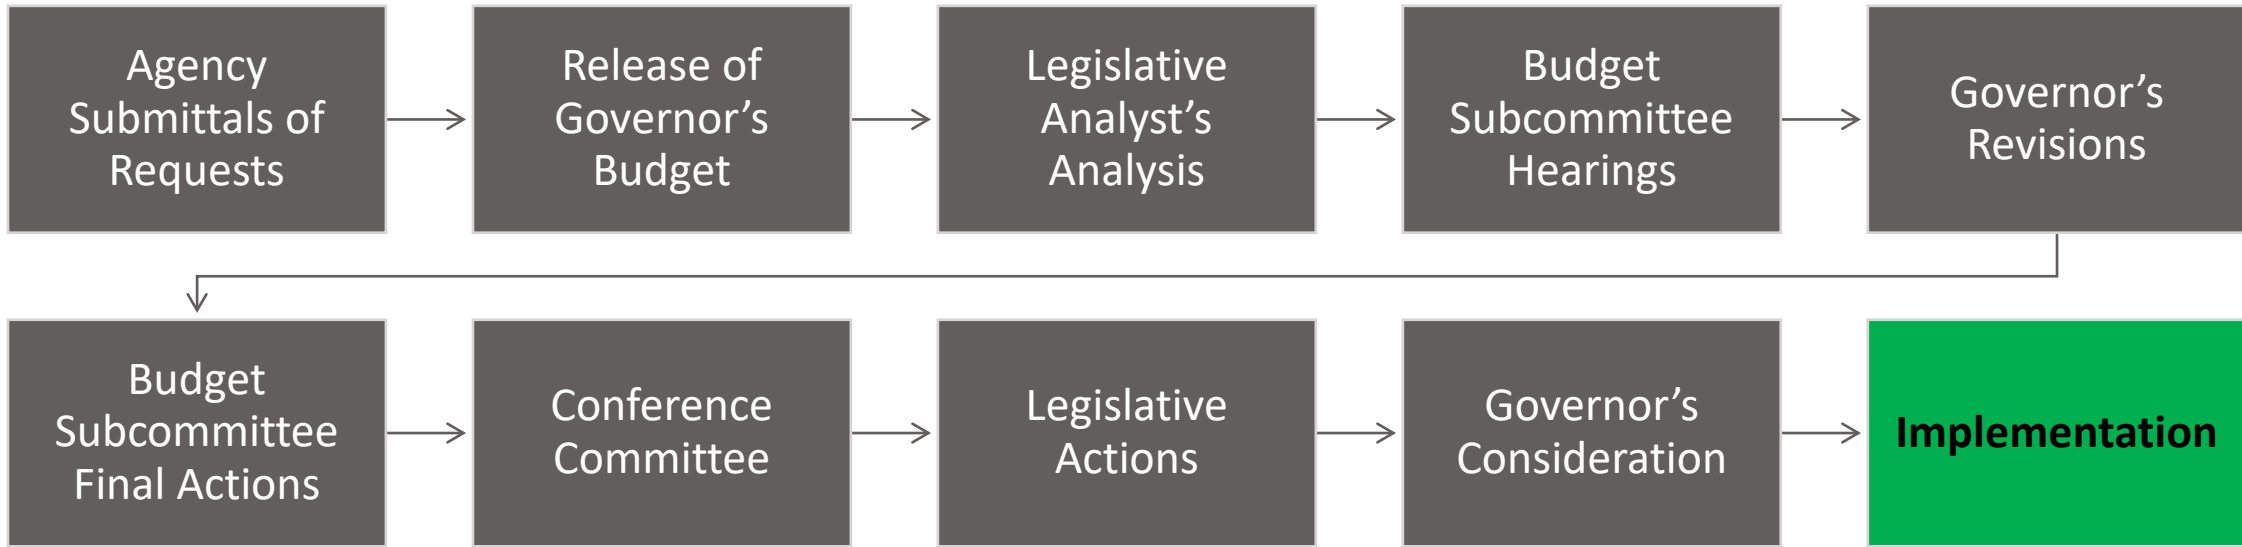 Agency
Submittals of
Requests
Release of
Governor’s
Budget
Legislative
Analyst’s
Analysis
Budget
Subcommittee
Hearings
Governor’s
Revisions
Budget
Subcommittee
Final Actions
Conference
Committee
Legislative
Actions
Governor’s
Consideration
Implementation